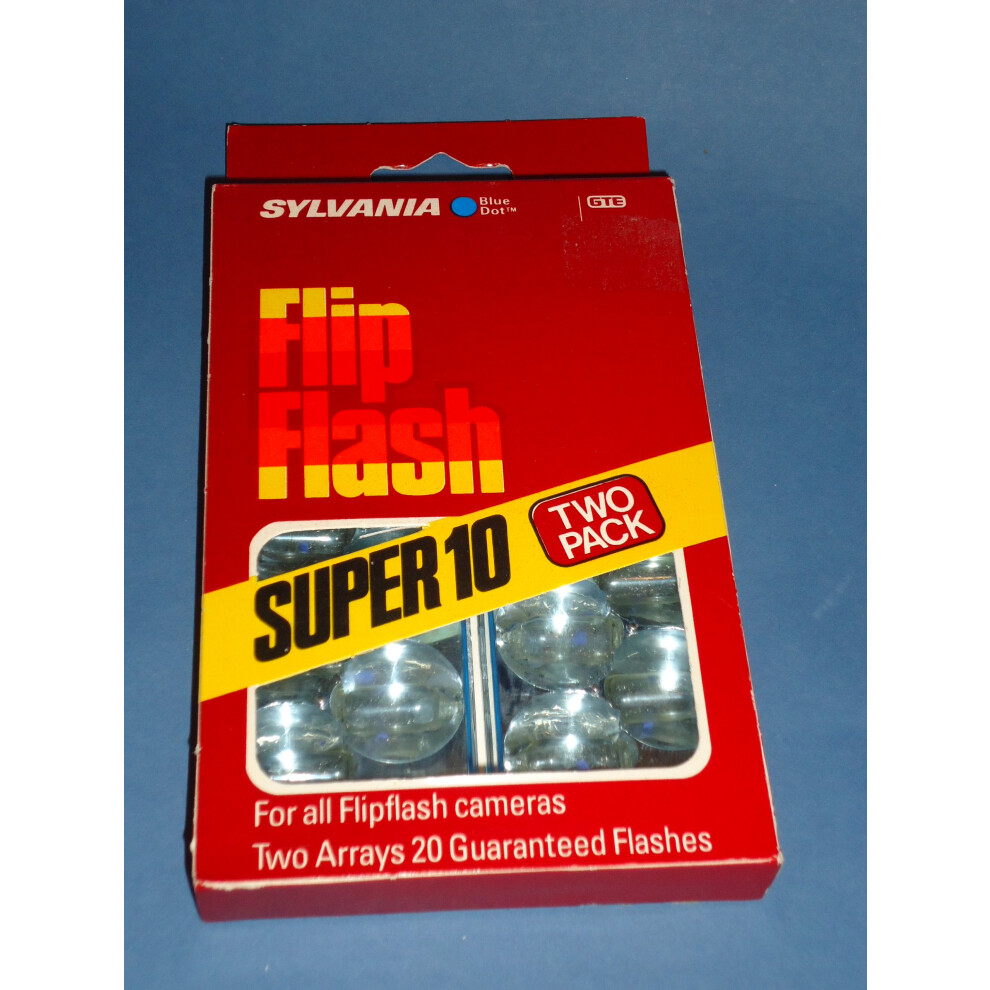 SYLVANIA Blue Dot™ GTE
Flip
Flash
SUPER 10
TWO
PACK
For all Flipflash cameras
Two Arrays 20 Guaranteed Flashes